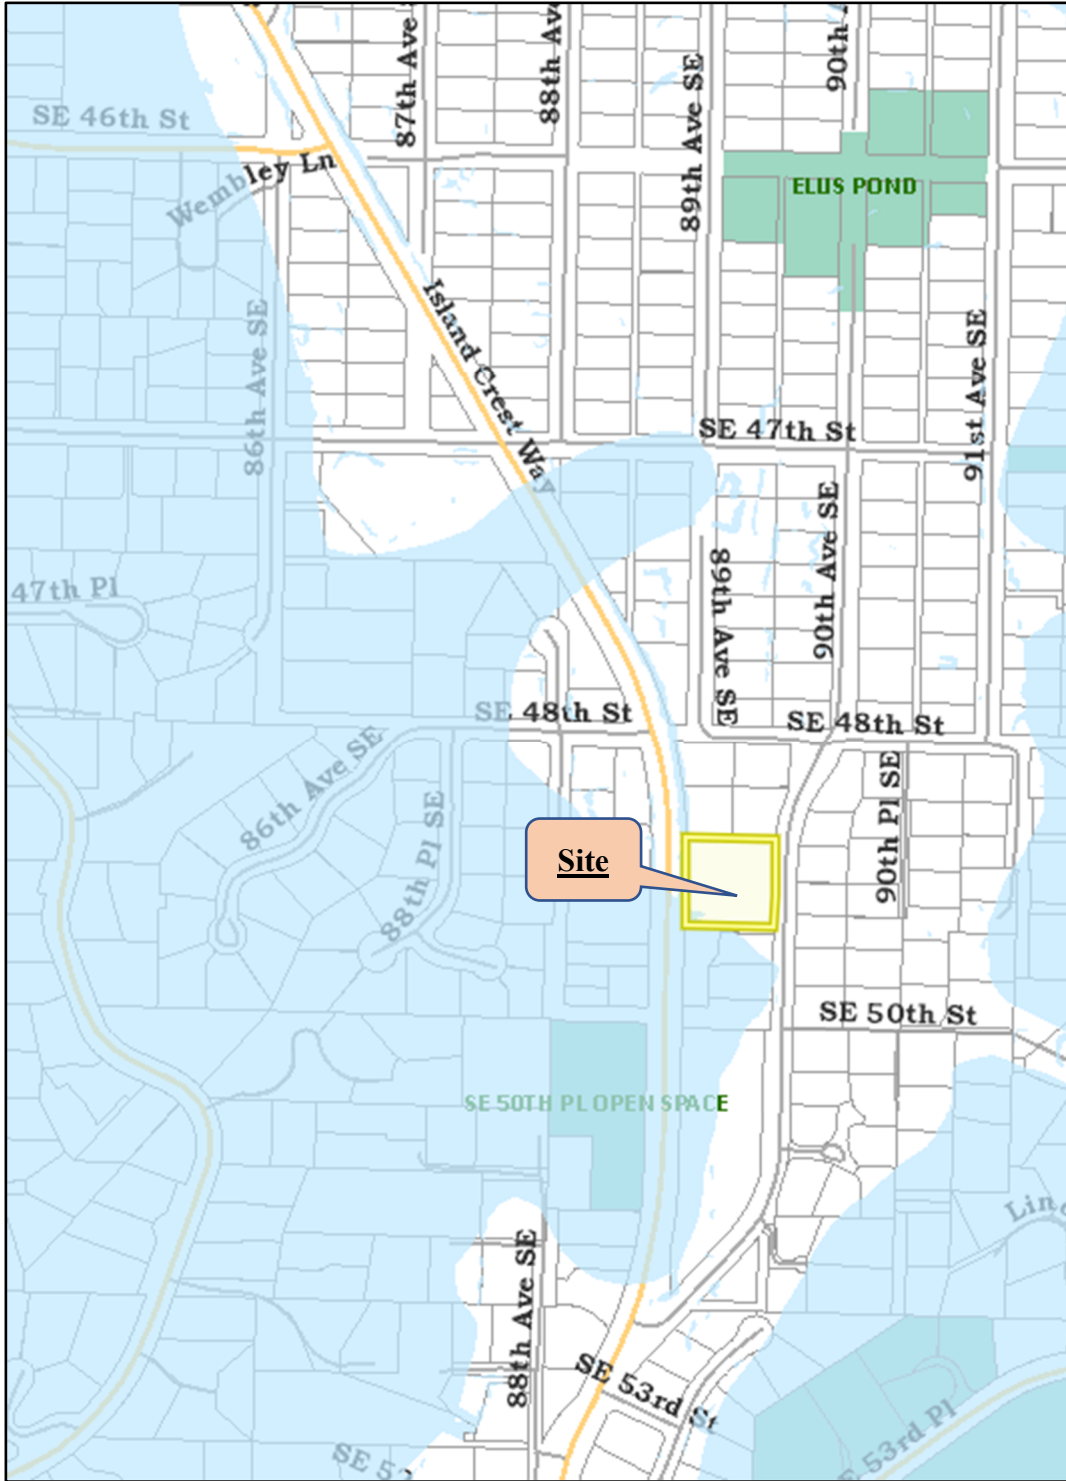 87th Ave
88th Av
90th
89th Ave SE
SE 46th St
Wembley Ln
ELUS POND
Island Crest Way
86th Ave SE
91st Ave SE
SE 47th St
90th Ave SE
47th Pl
89th Ave SE
SE 48th St
SE 48th St
86th Ave SE
88th Pl SE
90th Pl SE
Site
SE 50th St
SE 50TH PL OPEN SPACE
88th Ave SE
SE 53rd St
SE 53rd Pl